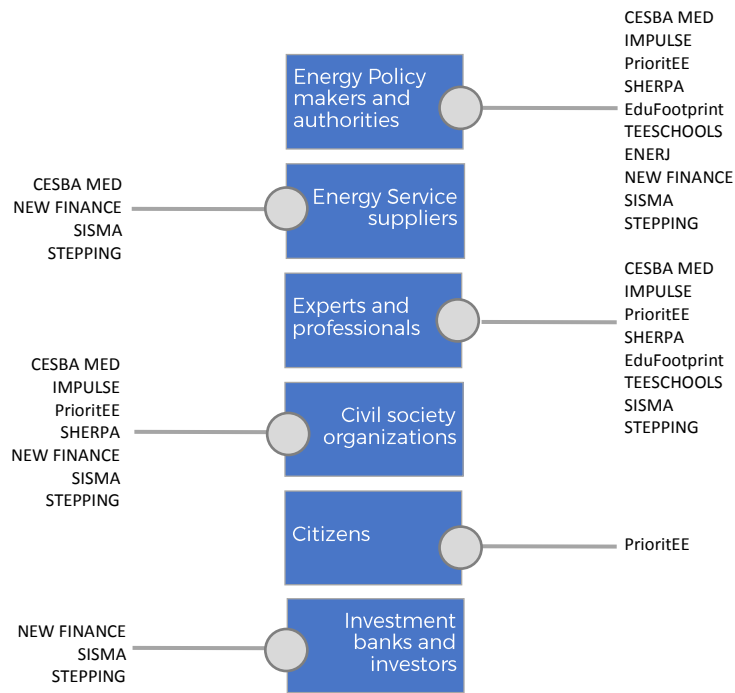 CESBA MED
IMPULSE
PrioritEE
SHERPA
EduFootprint
TEESCHOOLS
ENERJ
NEW FINANCE
SISMA
STEPPING
Energy Policy
makers and
authorities
CESBA MED
NEW FINANCE
SISMA
STEPPING
Energy Service
suppliers
Experts and
professionals
CESBA MED
IMPULSE
PrioritEE
SHERPA
EduFootprint
TEESCHOOLS
SISMA
STEPPING
CESBA MED
IMPULSE
PrioritEE
SHERPA
NEW FINANCE
SISMA
STEPPING
Civil society
organizations
Citizens
PrioritEE
NEW FINANCE
SISMA
STEPPING
Investment
banks and
investors